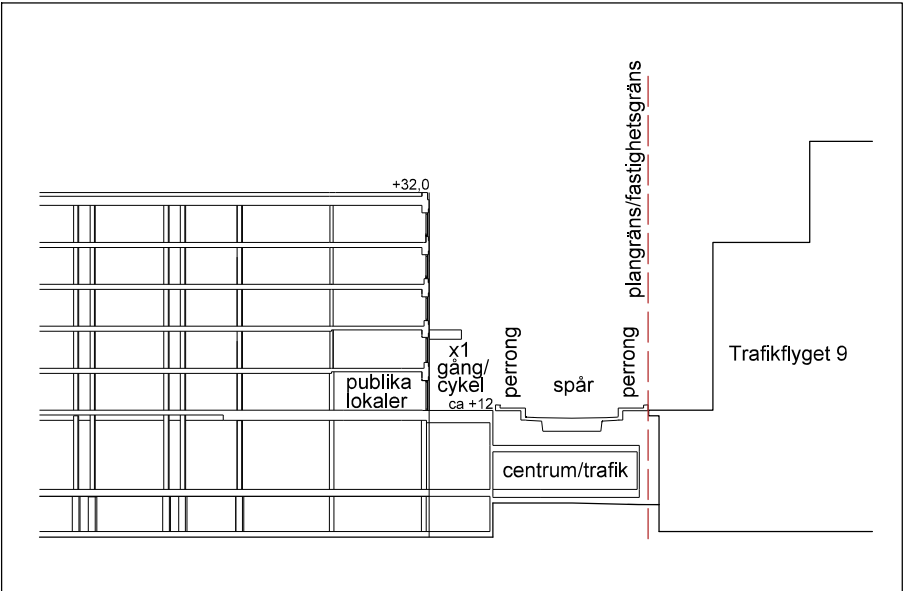 +32,0
plangräns/fastighetsgräns
x1
gång/
cykel
ca +12
publika
lokaler
perrong
spår
perrong
Trafikflyget 9
centrum/trafik